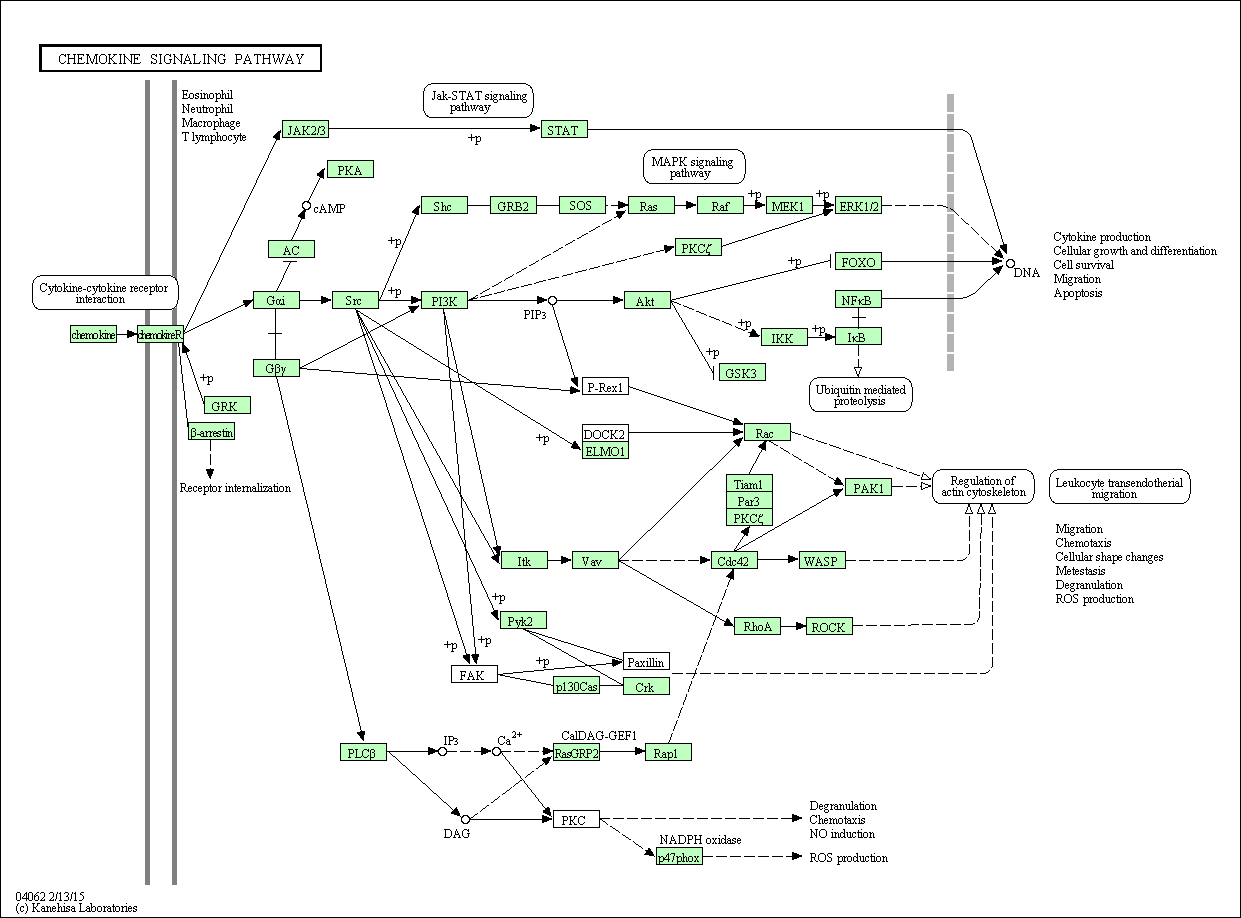 CHEMOKINE SIGNALING PATHWAY
Eosinophil
Neutrophil
Macrophage
T lymphocyte
Jak-STAT signaling
pathway
JAK2/3
+p
STAT
MAPK signaling
pathway
PKA
cAMP
Shc
GRB2
SOS
Ras
Raf
+p
MEK1
+p
ERK1/2
+p
AC
PKCζ
+p
FOXO
Cytokine production
Cellular growth and differentiation
Cell survival
Migration
Apoptosis
DNA
Cytokine-cytokine receptor
interaction
Gαi
Src
+p
PI3K
PIP3
Akt
NFκB
chemokine
chemokineR
+p
IKK
+p
IκB
Gβγ
+p
GSK3
+p
GRK
P-Rex1
Ubiquitin mediated
proteolysis
β-arrestin
+p
DOCK2
ELMO1
Rac
Receptor internalization
Tiam1
Par3
PKCζ
PAK1
Regulation of
actin cytoskeleton
Leukocyte transendotherial
migration
Migration
Chemotaxis
Cellular shape changes
Metestasis
Degranulation
ROS production
Itk
Vav
Cdc42
WASP
+p
Pyk2
RhoA
ROCK
+p
+p
+p
FAK
Paxillin
p130Cas
Crk
PLCβ
IP3
Ca2+
CalDAG-GEF1
RasGRP2
Rap1
DAG
PKC
Degranulation
Chemotaxis
NO induction
NADPH oxidase
p47phox
ROS production
04062 2/13/15
(c) Kanehisa Laboratories